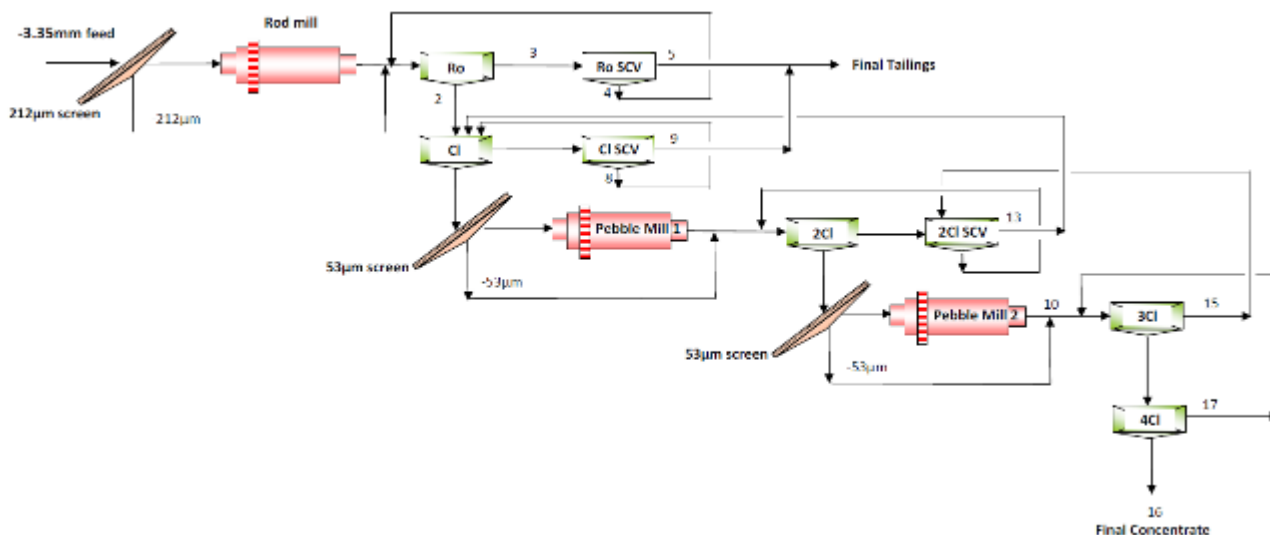 Rod mill
-3.35mm feed
3
5
Ro
Ro SCV
Final Tailings
4
2
212µm screen
212µm
9
Cl
Cl SCV
8
Pebble Mill 1
13
2Cl
2Cl SCV
53µm screen
-53µm
10
15
Pebble Mill 2
3Cl
53µm screen
-53µm
17
4Cl
16
Final Concentrate